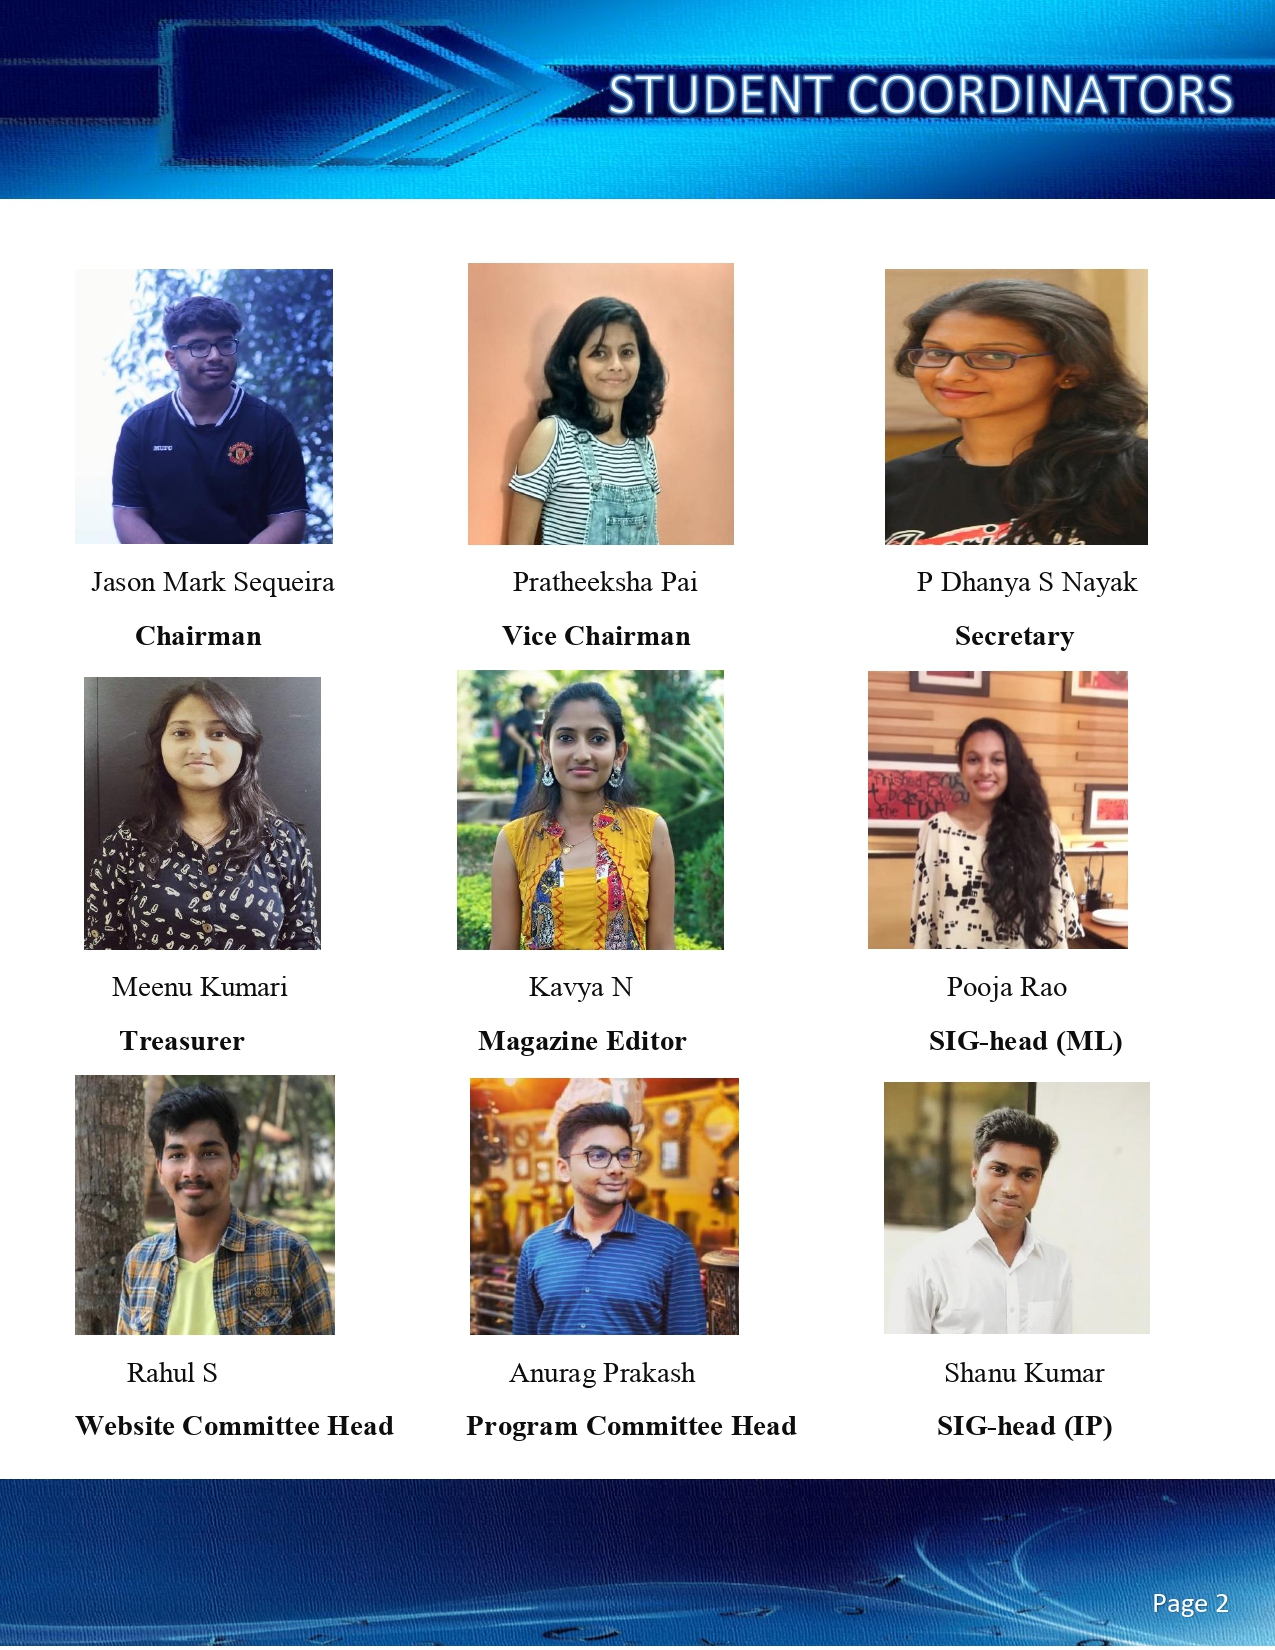 STUDENT COORDINATORS
MUFC
Jason Mark Sequeira Pratheeksha Pai P Dhanya S Nayak
Chairman Vice Chairman Secretary
Meenu Kumari Kavya N Pooja Rao
Treasurer Magazine Editor SIG-head (ML)
Rahul S Anurag Prakash Shanu Kumar
Website Committee Head Program Committee Head SIG-head (IP)
Page 2